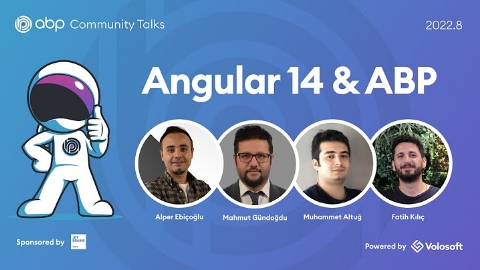 abp Community Talks
2022.8
Angular 14 & ABP
Alper Ebiçoğlu
Mahmut Gündoğdu
Muhammet Altuğ
Fatih Kılıç
Sponsored by
Powered by Volosoft